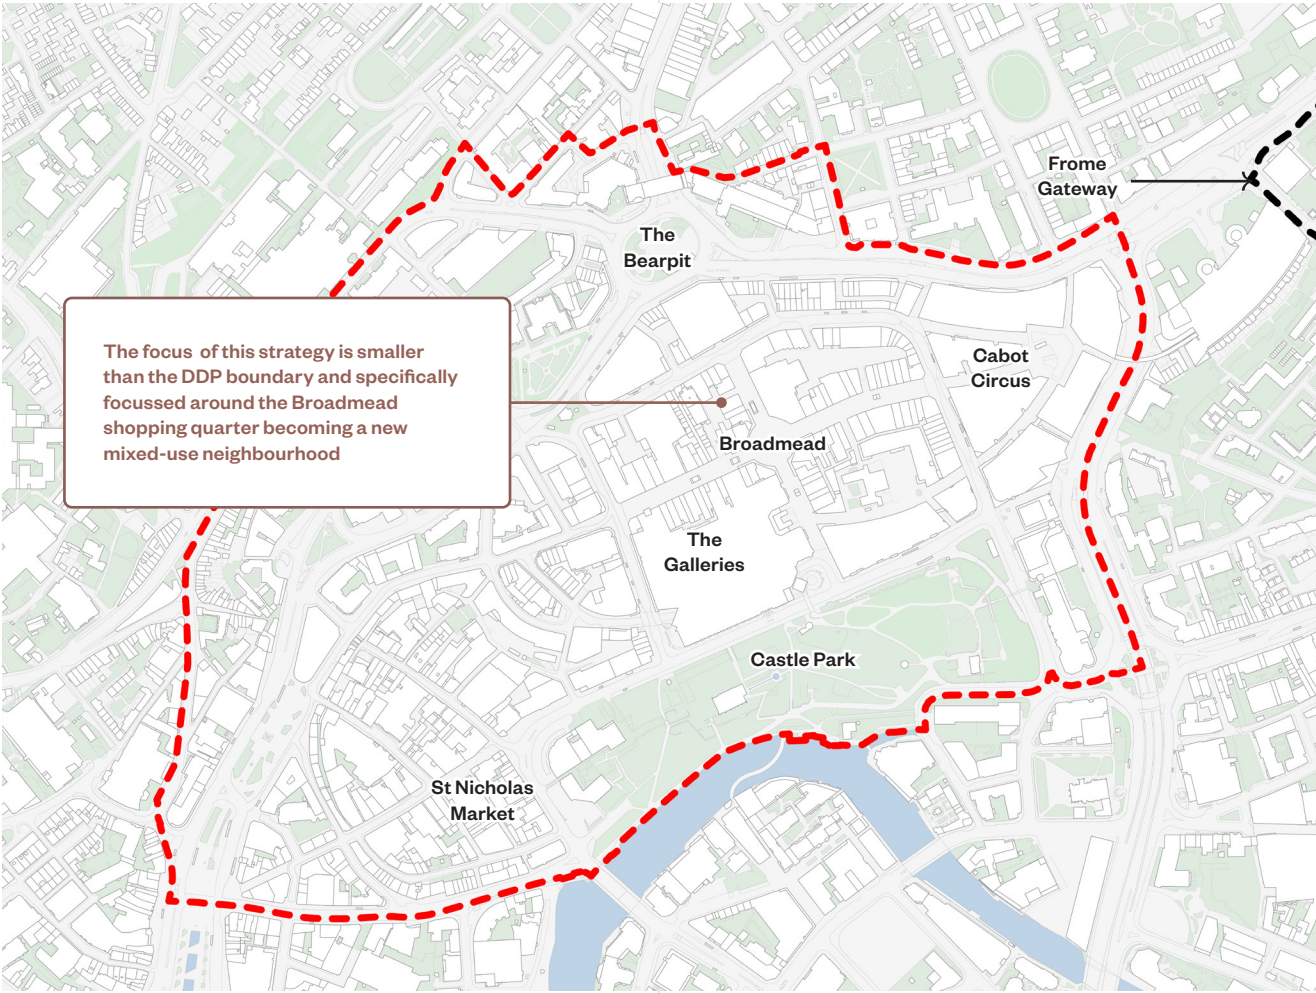 Frome
Gateway
The
Bearpit
The focus of this strategy is smaller
than the DDP boundary and specifically
focussed around the Broadmead
shopping quarter becoming a new
mixed-use neighbourhood
Cabot
Circus
Broadmead
The
Galleries
Castle Park
St Nicholas
Market